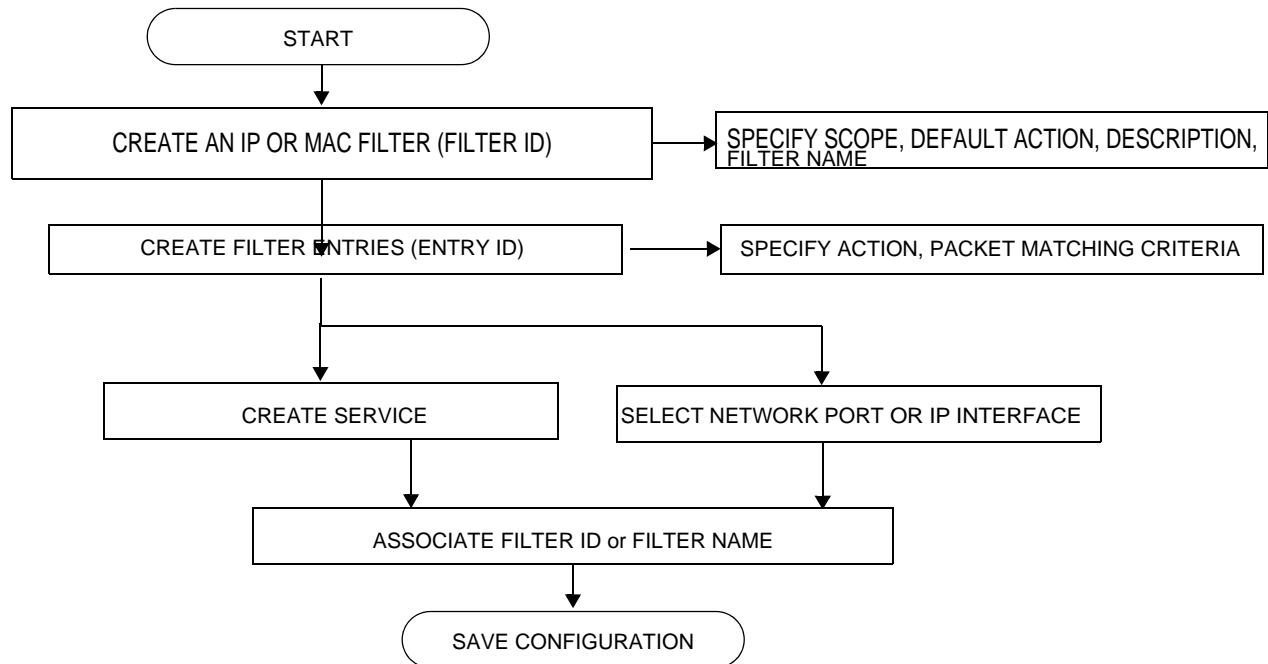 START
CREATE AN IP OR MAC FILTER (FILTER ID)
SPECIFY SCOPE, DEFAULT ACTION, DESCRIPTION,
FILTER NAME
CREATE FILTER ENTRIES (ENTRY ID)
SPECIFY ACTION, PACKET MATCHING CRITERIA
CREATE SERVICE
SELECT NETWORK PORT OR IP INTERFACE
ASSOCIATE FILTER ID or FILTER NAME
SAVE CONFIGURATION